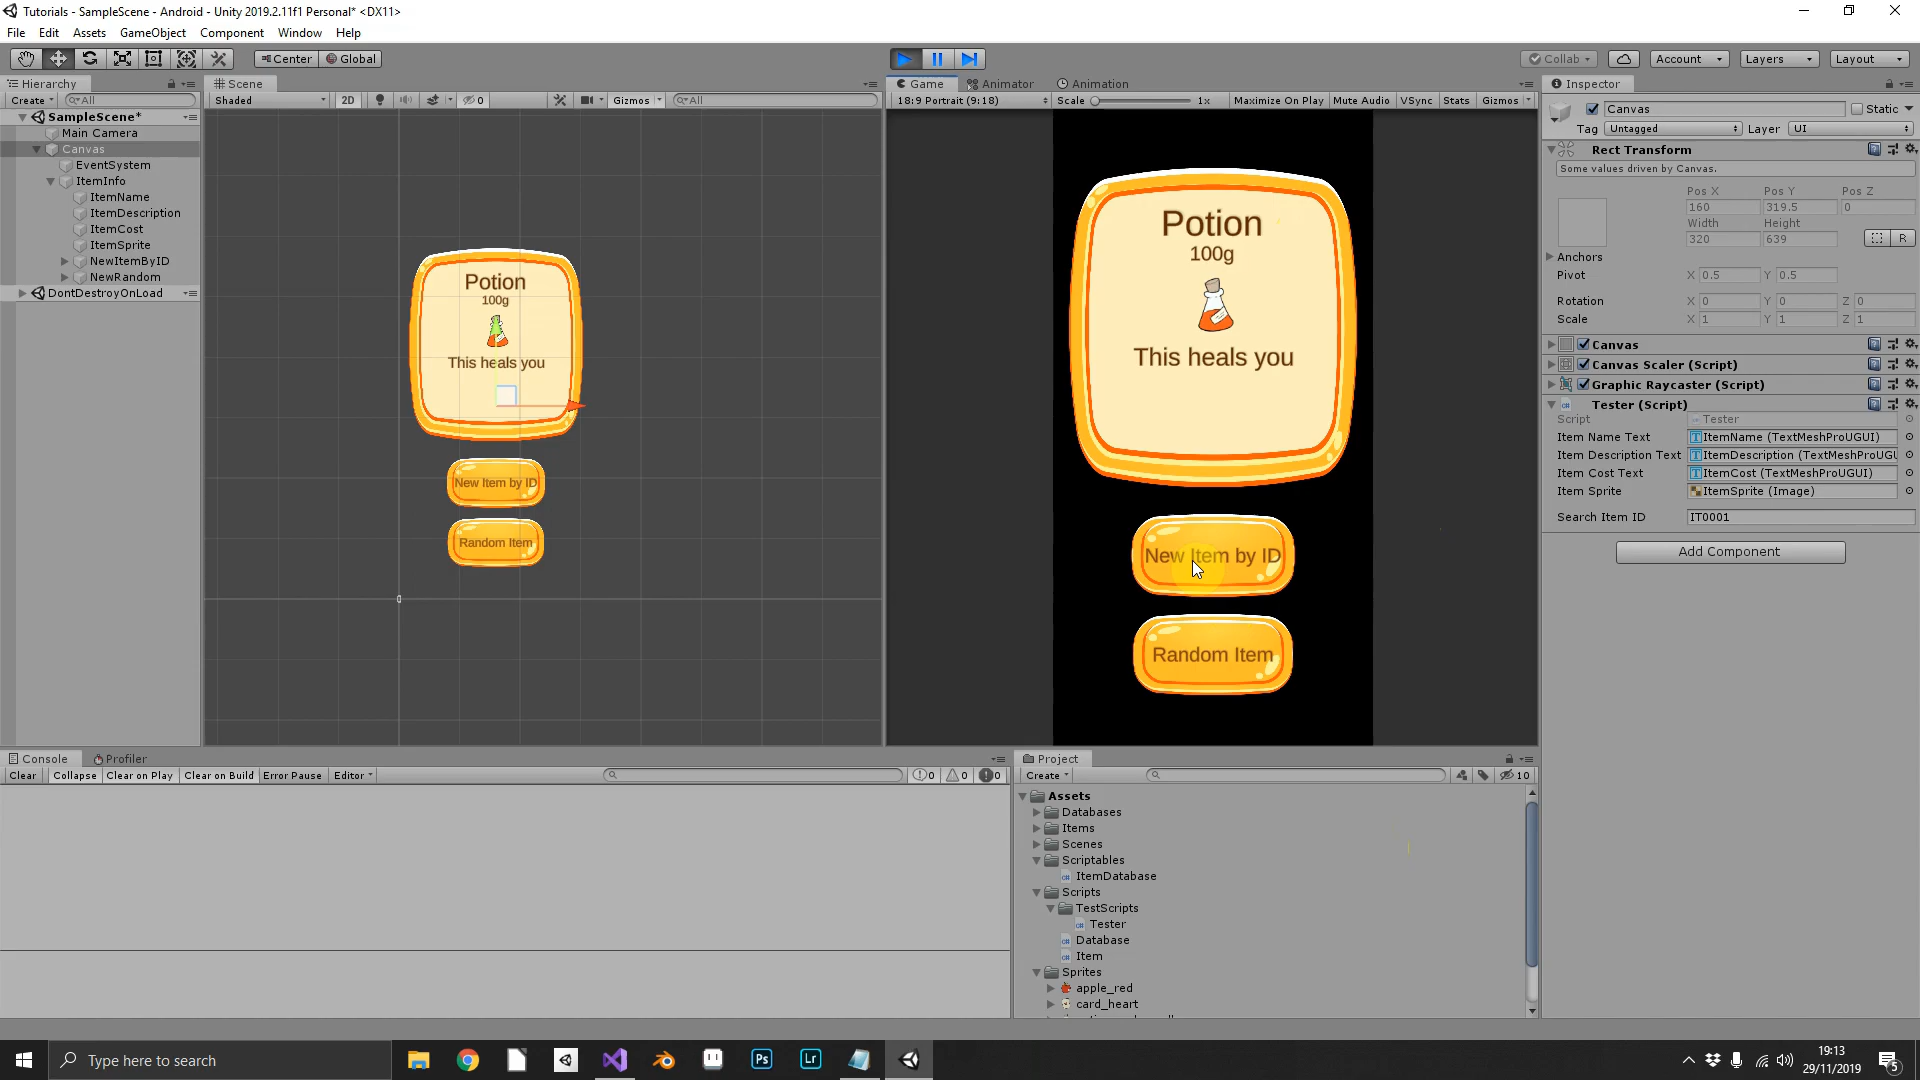 Tutorials - SampleScene - Android - Unity 2019.2.11f1 Personal* <DX11>
File Edit Assets GameObject Component Window Help
Center Global
Collab Account Layers Layout
Hierarchy
Create All
SampleScene*
Main Camera
Canvas
EventSystem
ItemInfo
ItemName
ItemDescription
ItemCost
ItemSprite
NewItemByID
NewRandom
DontDestroyOnLoad
Scene
Shaded 2D 0 Gizmos All
Potion
100g
This heals you
New Item by ID
Random Item
Game Animator Animation
18:9 Portrait (9:18) Scale 1x Maximize On Play Mute Audio VSync Stats Gizmos
Potion
100g
This heals you
New Item by ID
Random Item
Inspector
Canvas Static
Tag Untagged Layer UI
Rect Transform
Some values driven by Canvas.
Pos X Pos Y Pos Z
160 319.5 0
Width Height
320 639 R
Anchors
Pivot X 0.5 Y 0.5
Rotation X 0 Y 0 Z 0
Scale X 1 Y 1 Z 1
Canvas
Canvas Scaler (Script)
Graphic Raycaster (Script)
Tester (Script)
Script Tester
Item Name Text ItemName (TextMeshProUGUI)
Item Description Text ItemDescription (TextMeshProUGU
Item Cost Text ItemCost (TextMeshProUGUI)
Item Sprite ItemSprite (Image)
Search Item ID IT0001
Add Component
Console Profiler
Clear Collapse Clear on Play Clear on Build Error Pause Editor 0 0 0
Project
Create 10
Assets
Databases
Items
Scenes
Scriptables
ItemDatabase
Scripts
TestScripts
Tester
Database
Item
Sprites
apple_red
card_heart
Type here to search
Ps
Lr
19:13
29/11/2019
5